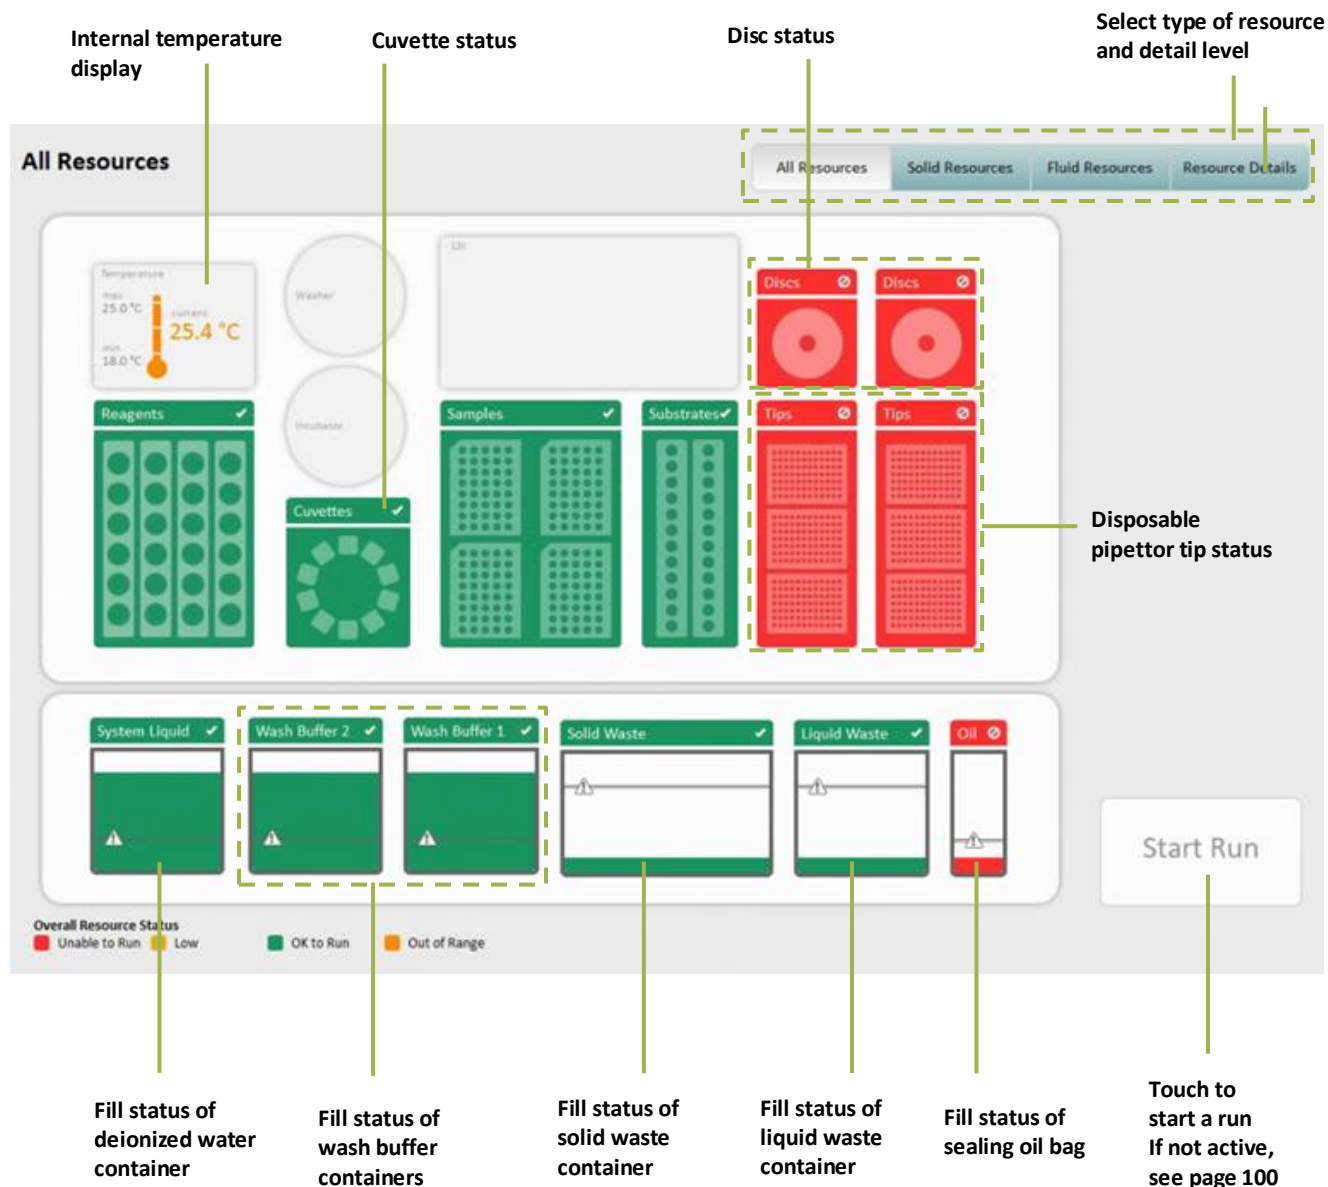 Internal temperature
display
Cuvette status
Disc status
Select type of resource
and detail level
All Resources
All Resources
Solid Resources
Fluid Resources
Resource Details
Temperature
max
25.0 °C
current
25.4 °C
min
18.0 °C
Washer
Incubator
Discs
Discs
Reagents
Cuvettes
Samples
Substrates
Tips
Tips
Disposable
pipettor tip status
System Liquid
Wash Buffer 2
Wash Buffer 1
Solid Waste
Liquid Waste
Oil
Start Run
Overall Resource Status
Unable to Run
Low
OK to Run
Out of Range
Fill status of
deionized water
container
Fill status of
wash buffer
containers
Fill status of
solid waste
container
Fill status of
liquid waste
container
Fill status of
sealing oil bag
Touch to
start a run
If not active,
see page 100